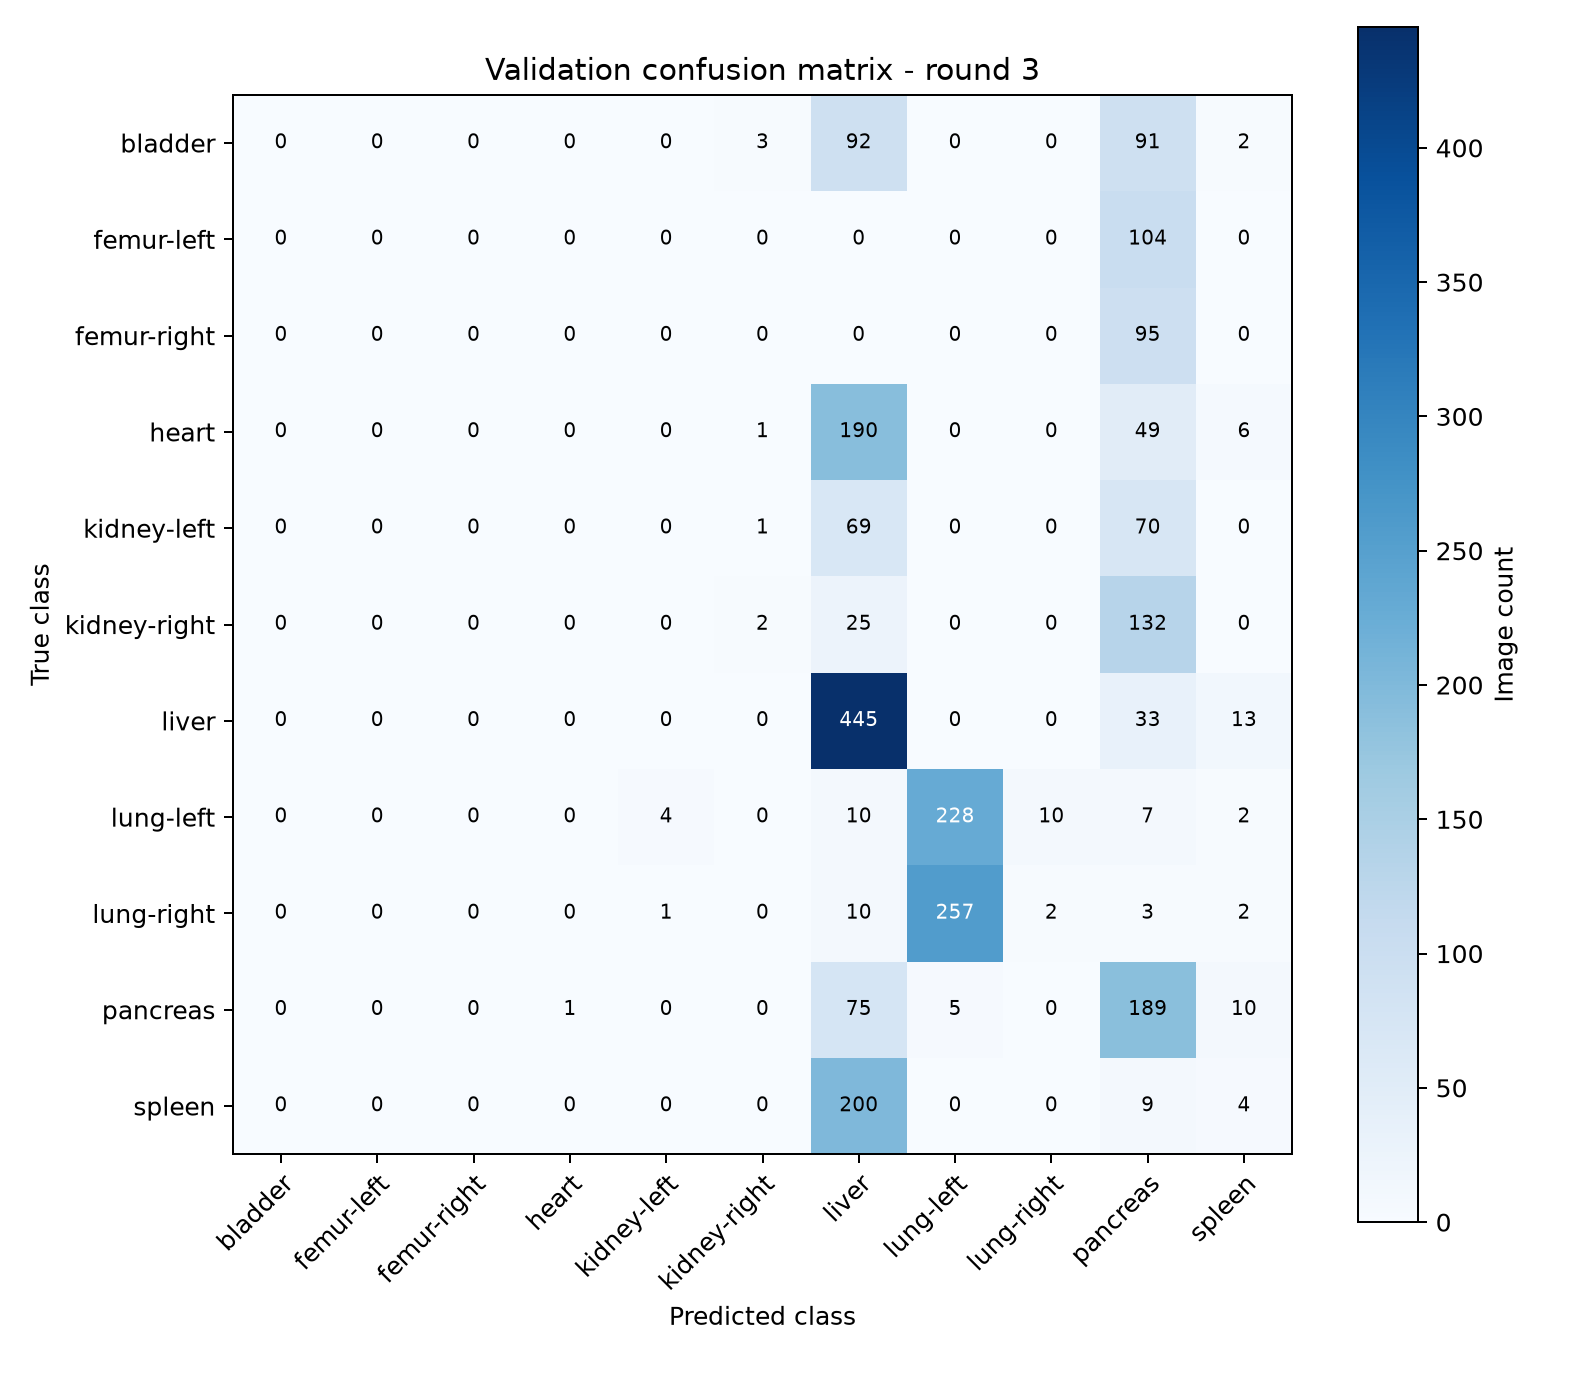 Validation confusion matrix - round 3
True class
bladder 0 0 0 0 0 3 92 0 0 91 2
femur-left 0 0 0 0 0 0 0 0 0 104 0
femur-right 0 0 0 0 0 0 0 0 0 95 0
heart 0 0 0 0 0 1 190 0 0 49 6
kidney-left 0 0 0 0 0 1 69 0 0 70 0
kidney-right 0 0 0 0 0 2 25 0 0 132 0
liver 0 0 0 0 0 0 445 0 0 33 13
lung-left 0 0 0 0 4 0 10 228 10 7 2
lung-right 0 0 0 0 1 0 10 257 2 3 2
pancreas 0 0 0 1 0 0 75 5 0 189 10
spleen 0 0 0 0 0 0 200 0 0 9 4
bladder femur-left femur-right heart kidney-left kidney-right liver lung-left lung-right pancreas spleen
Predicted class
400
350
300
250
200
150
100
50
0
Image count